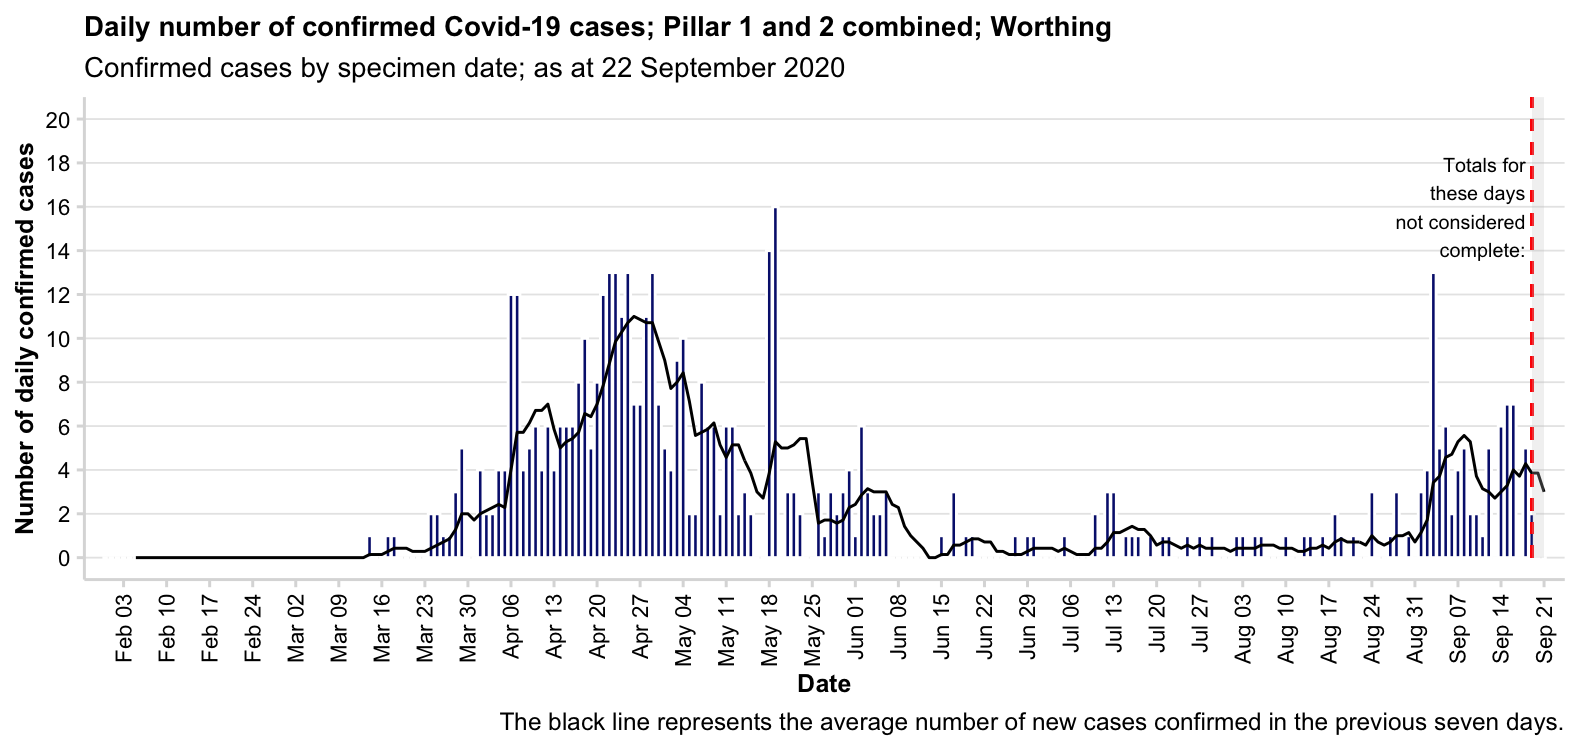 Daily number of confirmed Covid-19 cases; Pillar 1 and 2 combined; Worthing
Confirmed cases by specimen date; as at 22 September 2020
Number of daily confirmed cases
20
18
16
14
12
10
8
6
4
2
0
Totals for
these days
not considered
complete:
Feb 03
Feb 10
Feb 17
Feb 24
Mar 02
Mar 09
Mar 16
Mar 23
Mar 30
Apr 06
Apr 13
Apr 20
Apr 27
May 04
May 11
May 18
May 25
Jun 01
Jun 08
Jun 15
Jun 22
Jun 29
Jul 06
Jul 13
Jul 20
Jul 27
Aug 03
Aug 10
Aug 17
Aug 24
Aug 31
Sep 07
Sep 14
Sep 21
Date
The black line represents the average number of new cases confirmed in the previous seven days.